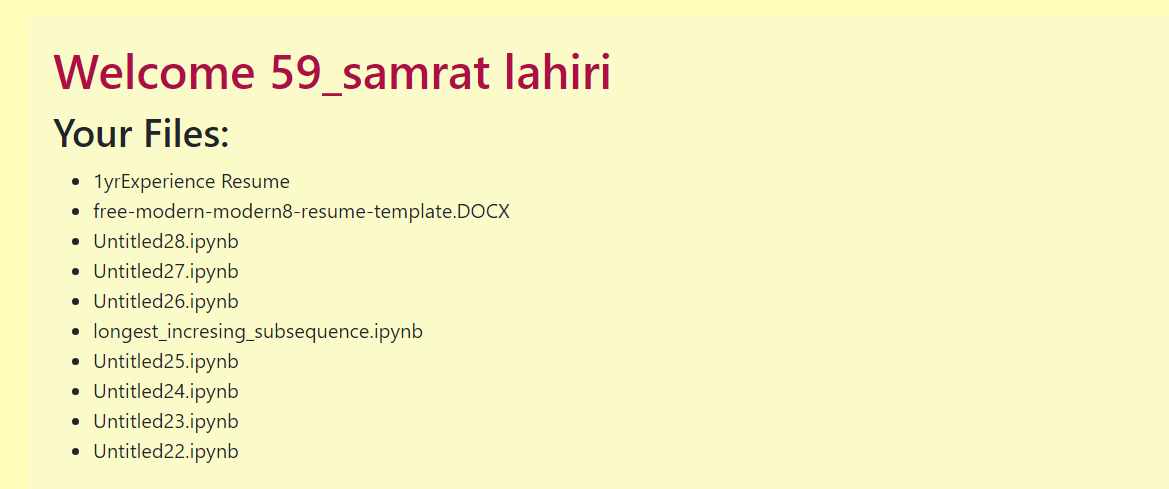 Welcome 59_samrat lahiri
Your Files:
1yrExperience Resume
free-modern-modern8-resume-template.DOCX
Untitled28.ipynb
Untitled27.ipynb
Untitled26.ipynb
longest_incresing_subsequence.ipynb
Untitled25.ipynb
Untitled24.ipynb
Untitled23.ipynb
Untitled22.ipynb